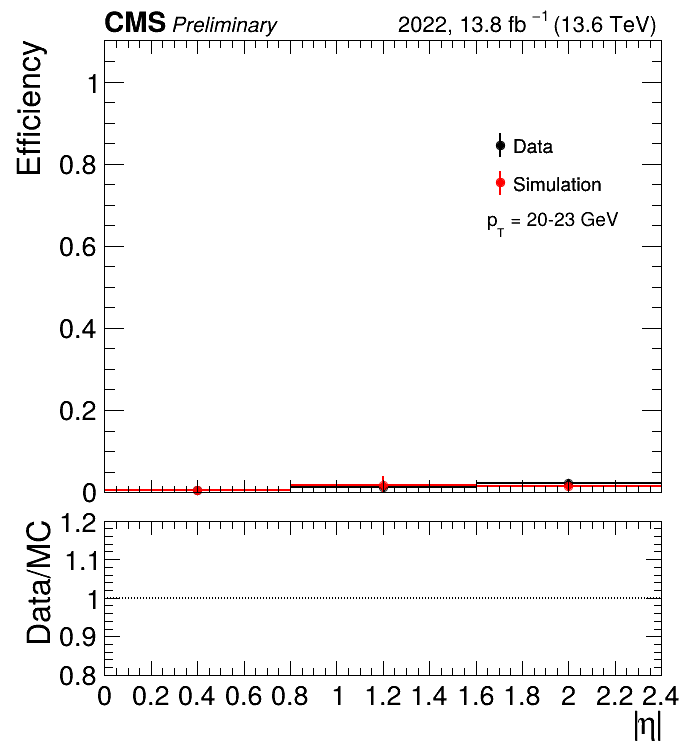 CMS Preliminary 2022, 13.8 fb⁻¹ (13.6 TeV)
Efficiency
1
0.8
0.6
0.4
0.2
0
Data
Simulation
p_T = 20-23 GeV
Data/MC
1.2
1.1
1
0.9
0.8
0 0.2 0.4 0.6 0.8 1 1.2 1.4 1.6 1.8 2 2.2 2.4
|η|